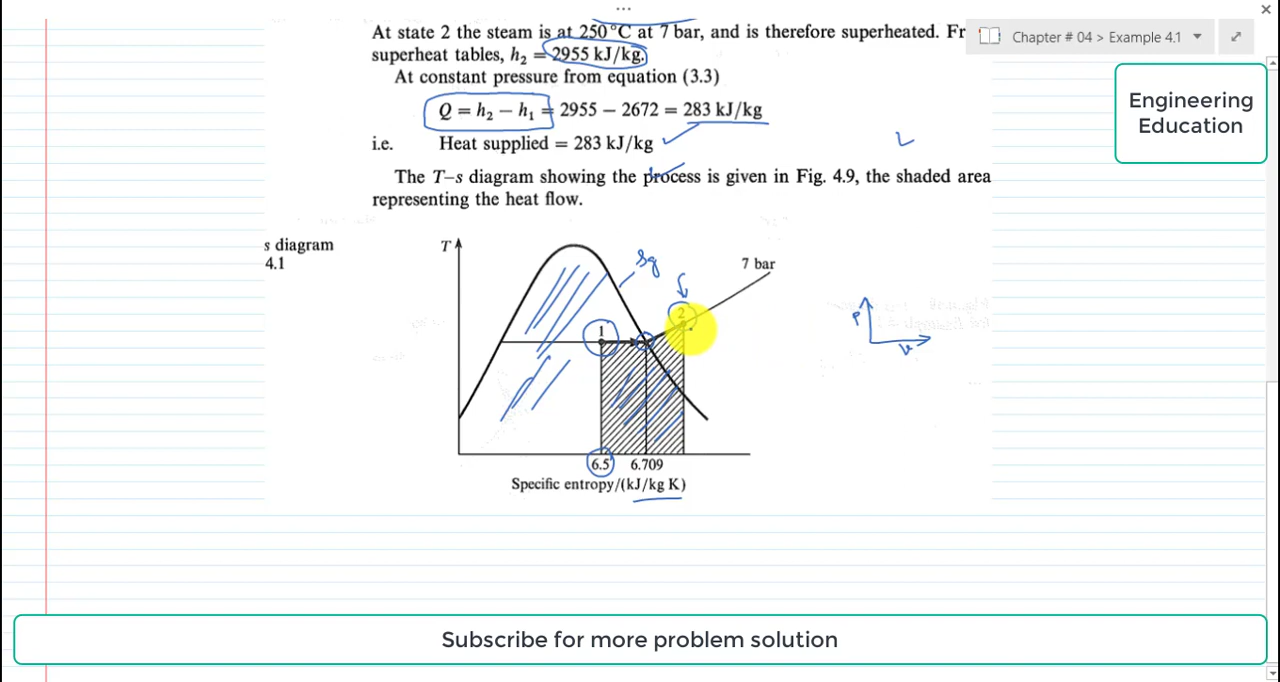 ...
Chapter # 04 > Example 4.1
Engineering
Education
At state 2 the steam is at 250 °C at 7 bar, and is therefore superheated. Fr
superheat tables, h₂ = 2955 kJ/kg.
At constant pressure from equation (3.3)
Q = h₂ − h₁ = 2955 − 2672 = 283 kJ/kg
i.e. Heat supplied = 283 kJ/kg
The T–s diagram showing the process is given in Fig. 4.9, the shaded area
representing the heat flow.
s diagram
4.1
T
Sg
7 bar
1
2
P
v
6.5 6.709
Specific entropy/(kJ/kg K)
Subscribe for more problem solution